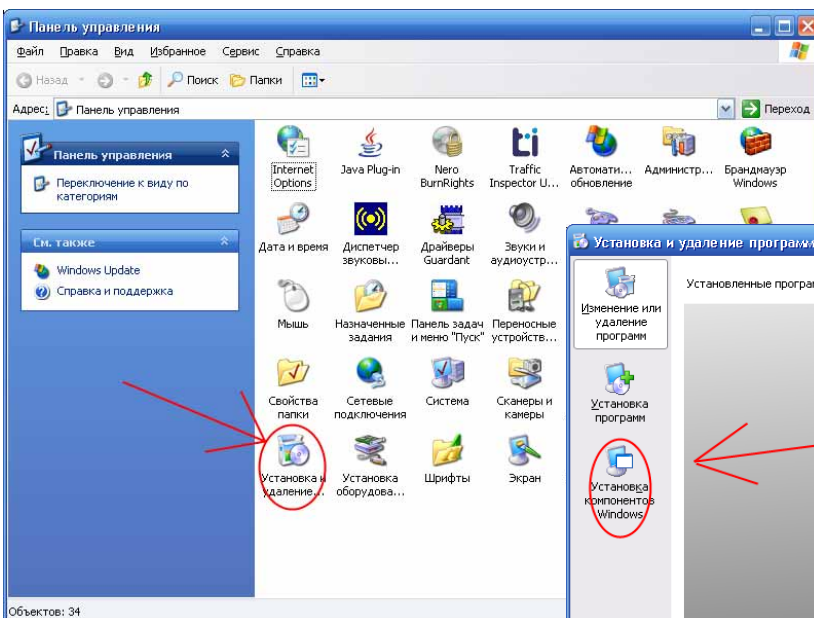 Панель управления
Файл Правка Вид Избранное Сервис Справка
Назад Поиск Папки
Адрес: Панель управления Переход
Панель управления
Переключение к виду по
категориям
См. также
Windows Update
Справка и поддержка
Internet
Options
Java Plug-in
Nero
BurnRights
Traffic
Inspector U...
Автомати...
обновление
Администр...
Брандмауэр
Windows
Дата и время
Диспетчер
звуковы...
Драйверы
Guardant
Звуки и
аудиоустр...
Мышь
Назначенные
задания
Панель задач
и меню "Пуск"
Переносные
устройств...
Свойства
папки
Сетевые
подключения
Система
Сканеры и
камеры
Установка и
удаление...
Установка
оборудова...
Шрифты
Экран
Установка и удаление программ
Изменение или
удаление
программ
Установленные програ
Установка
программ
Установка
компонентов
Windows
Объектов: 34